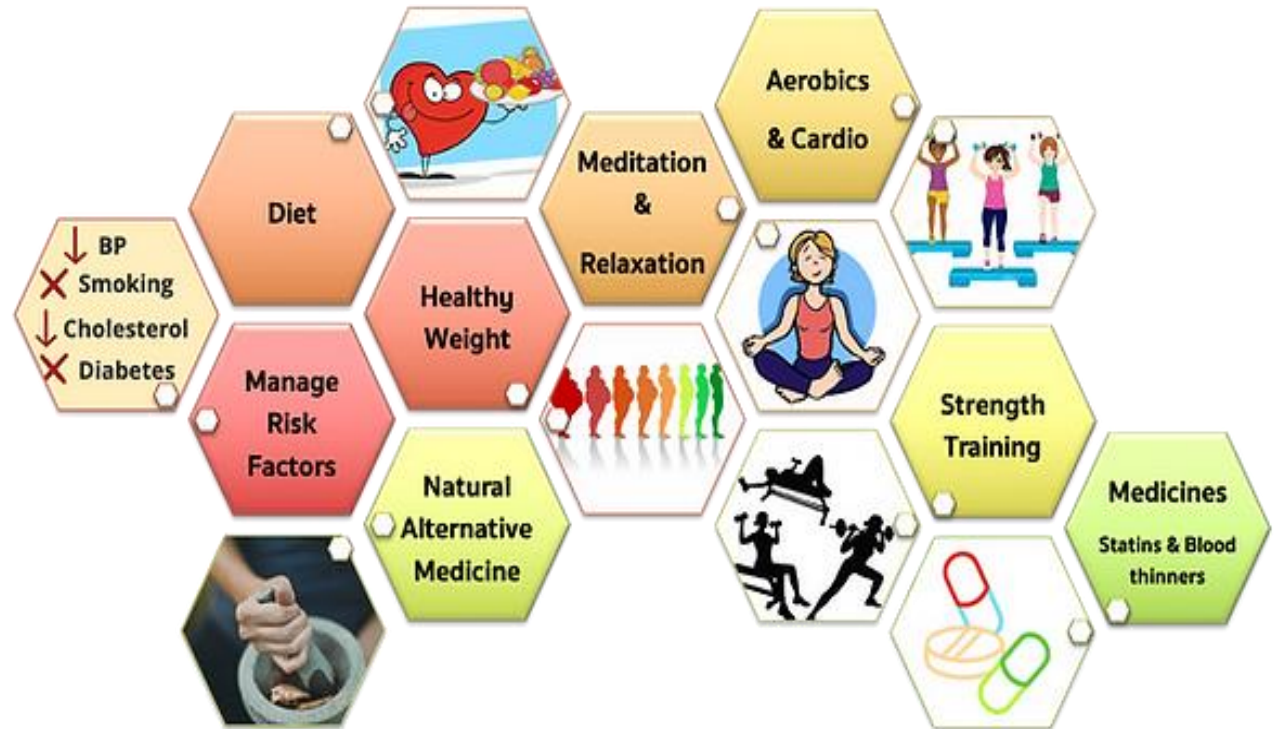 Aerobics
& Cardio
Meditation
&
Relaxation
Diet
BP
Smoking
Cholesterol
Diabetes
Healthy
Weight
Manage
Risk
Factors
Strength
Training
Natural
Alternative
Medicine
Medicines
Statins & Blood
thinners